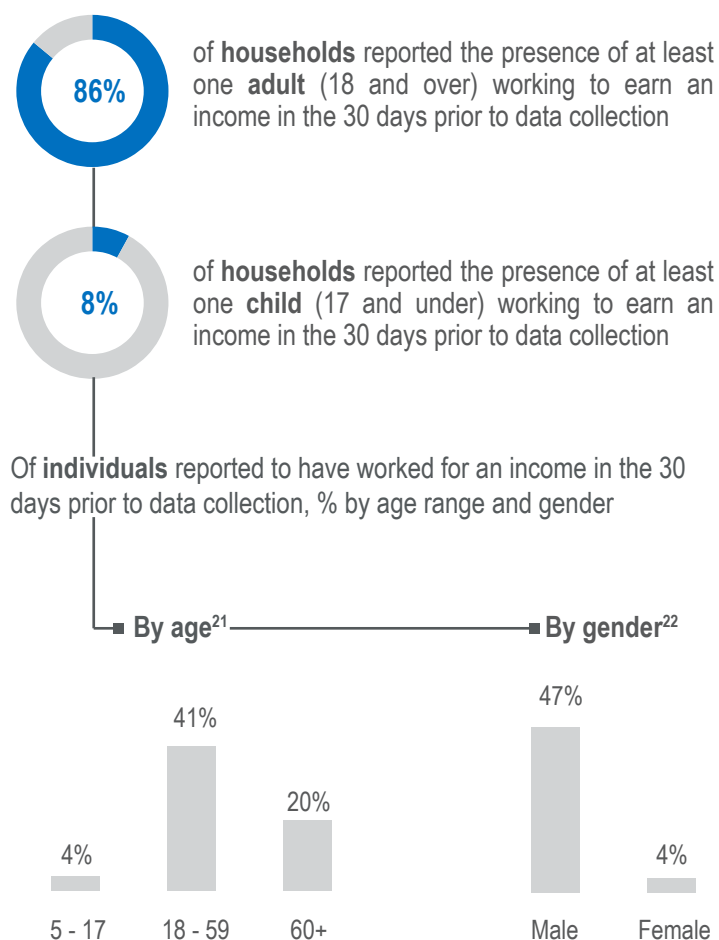 86%
of households reported the presence of at least
one adult (18 and over) working to earn an
income in the 30 days prior to data collection
8%
of households reported the presence of at least
one child (17 and under) working to earn an
income in the 30 days prior to data collection
Of individuals reported to have worked for an income in the 30
days prior to data collection, % by age range and gender
By age21
By gender22
4%
41%
20%
47%
4%
5 - 17
18 - 59
60+
Male
Female